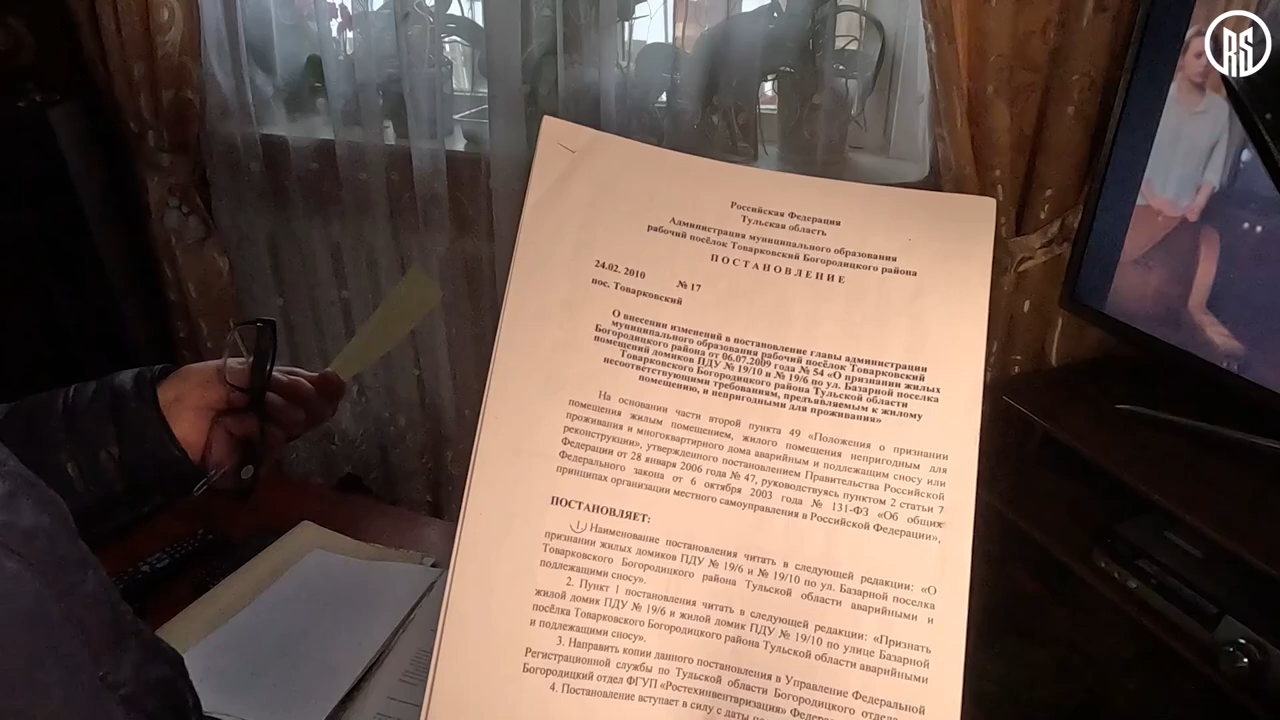 RS
Российская Федерация
Тульская область
Администрация муниципального образования
рабочий посёлок Товарковский Богородицкого района
ПОСТАНОВЛЕНИЕ
24.02. 2010 № 17
пос. Товарковский
О внесении изменений в постановление главы администрации
муниципального образования рабочий посёлок Товарковский
Богородицкого района от 06.07.2009 года № 54 «О признании жилых
помещений домиков ПДУ № 19/10 и № 19/6 по ул. Базарной поселка
Товарковского Богородицкого района Тульской области
несоответствующими требованиям, предъявляемым к жилому
помещению, и непригодными для проживания»
На основании части второй пункта 49 «Положения о признании
помещения жилым помещением, жилого помещения непригодным для
проживания и многоквартирного дома аварийным и подлежащим сносу или
реконструкции», утвержденного постановлением Правительства Российской
Федерации от 28 января 2006 года № 47, руководствуясь пунктом 2 статьи 7
Федерального закона от 6 октября 2003 года № 131-ФЗ «Об общих
принципах организации местного самоуправления в Российской Федерации»,
ПОСТАНОВЛЯЕТ:
1. Наименование постановления читать в следующей редакции: «О
признании жилых домиков ПДУ № 19/6 и № 19/10 по ул. Базарной поселка
Товарковского Богородицкого района Тульской области аварийными и
подлежащими сносу».
2. Пункт 1 постановления читать в следующей редакции: «Признать
жилой домик ПДУ № 19/6 и жилой домик ПДУ № 19/10 по улице Базарной
посёлка Товарковского Богородицкого района Тульской области аварийными
и подлежащими сносу».
3. Направить копии данного постановления в Управление Федеральной
Регистрационной службы по Тульской области Богородицкого отдела
Богородицкий отдел ФГУП «Ростехинвентаризация»
4. Постановление вступает в силу с даты